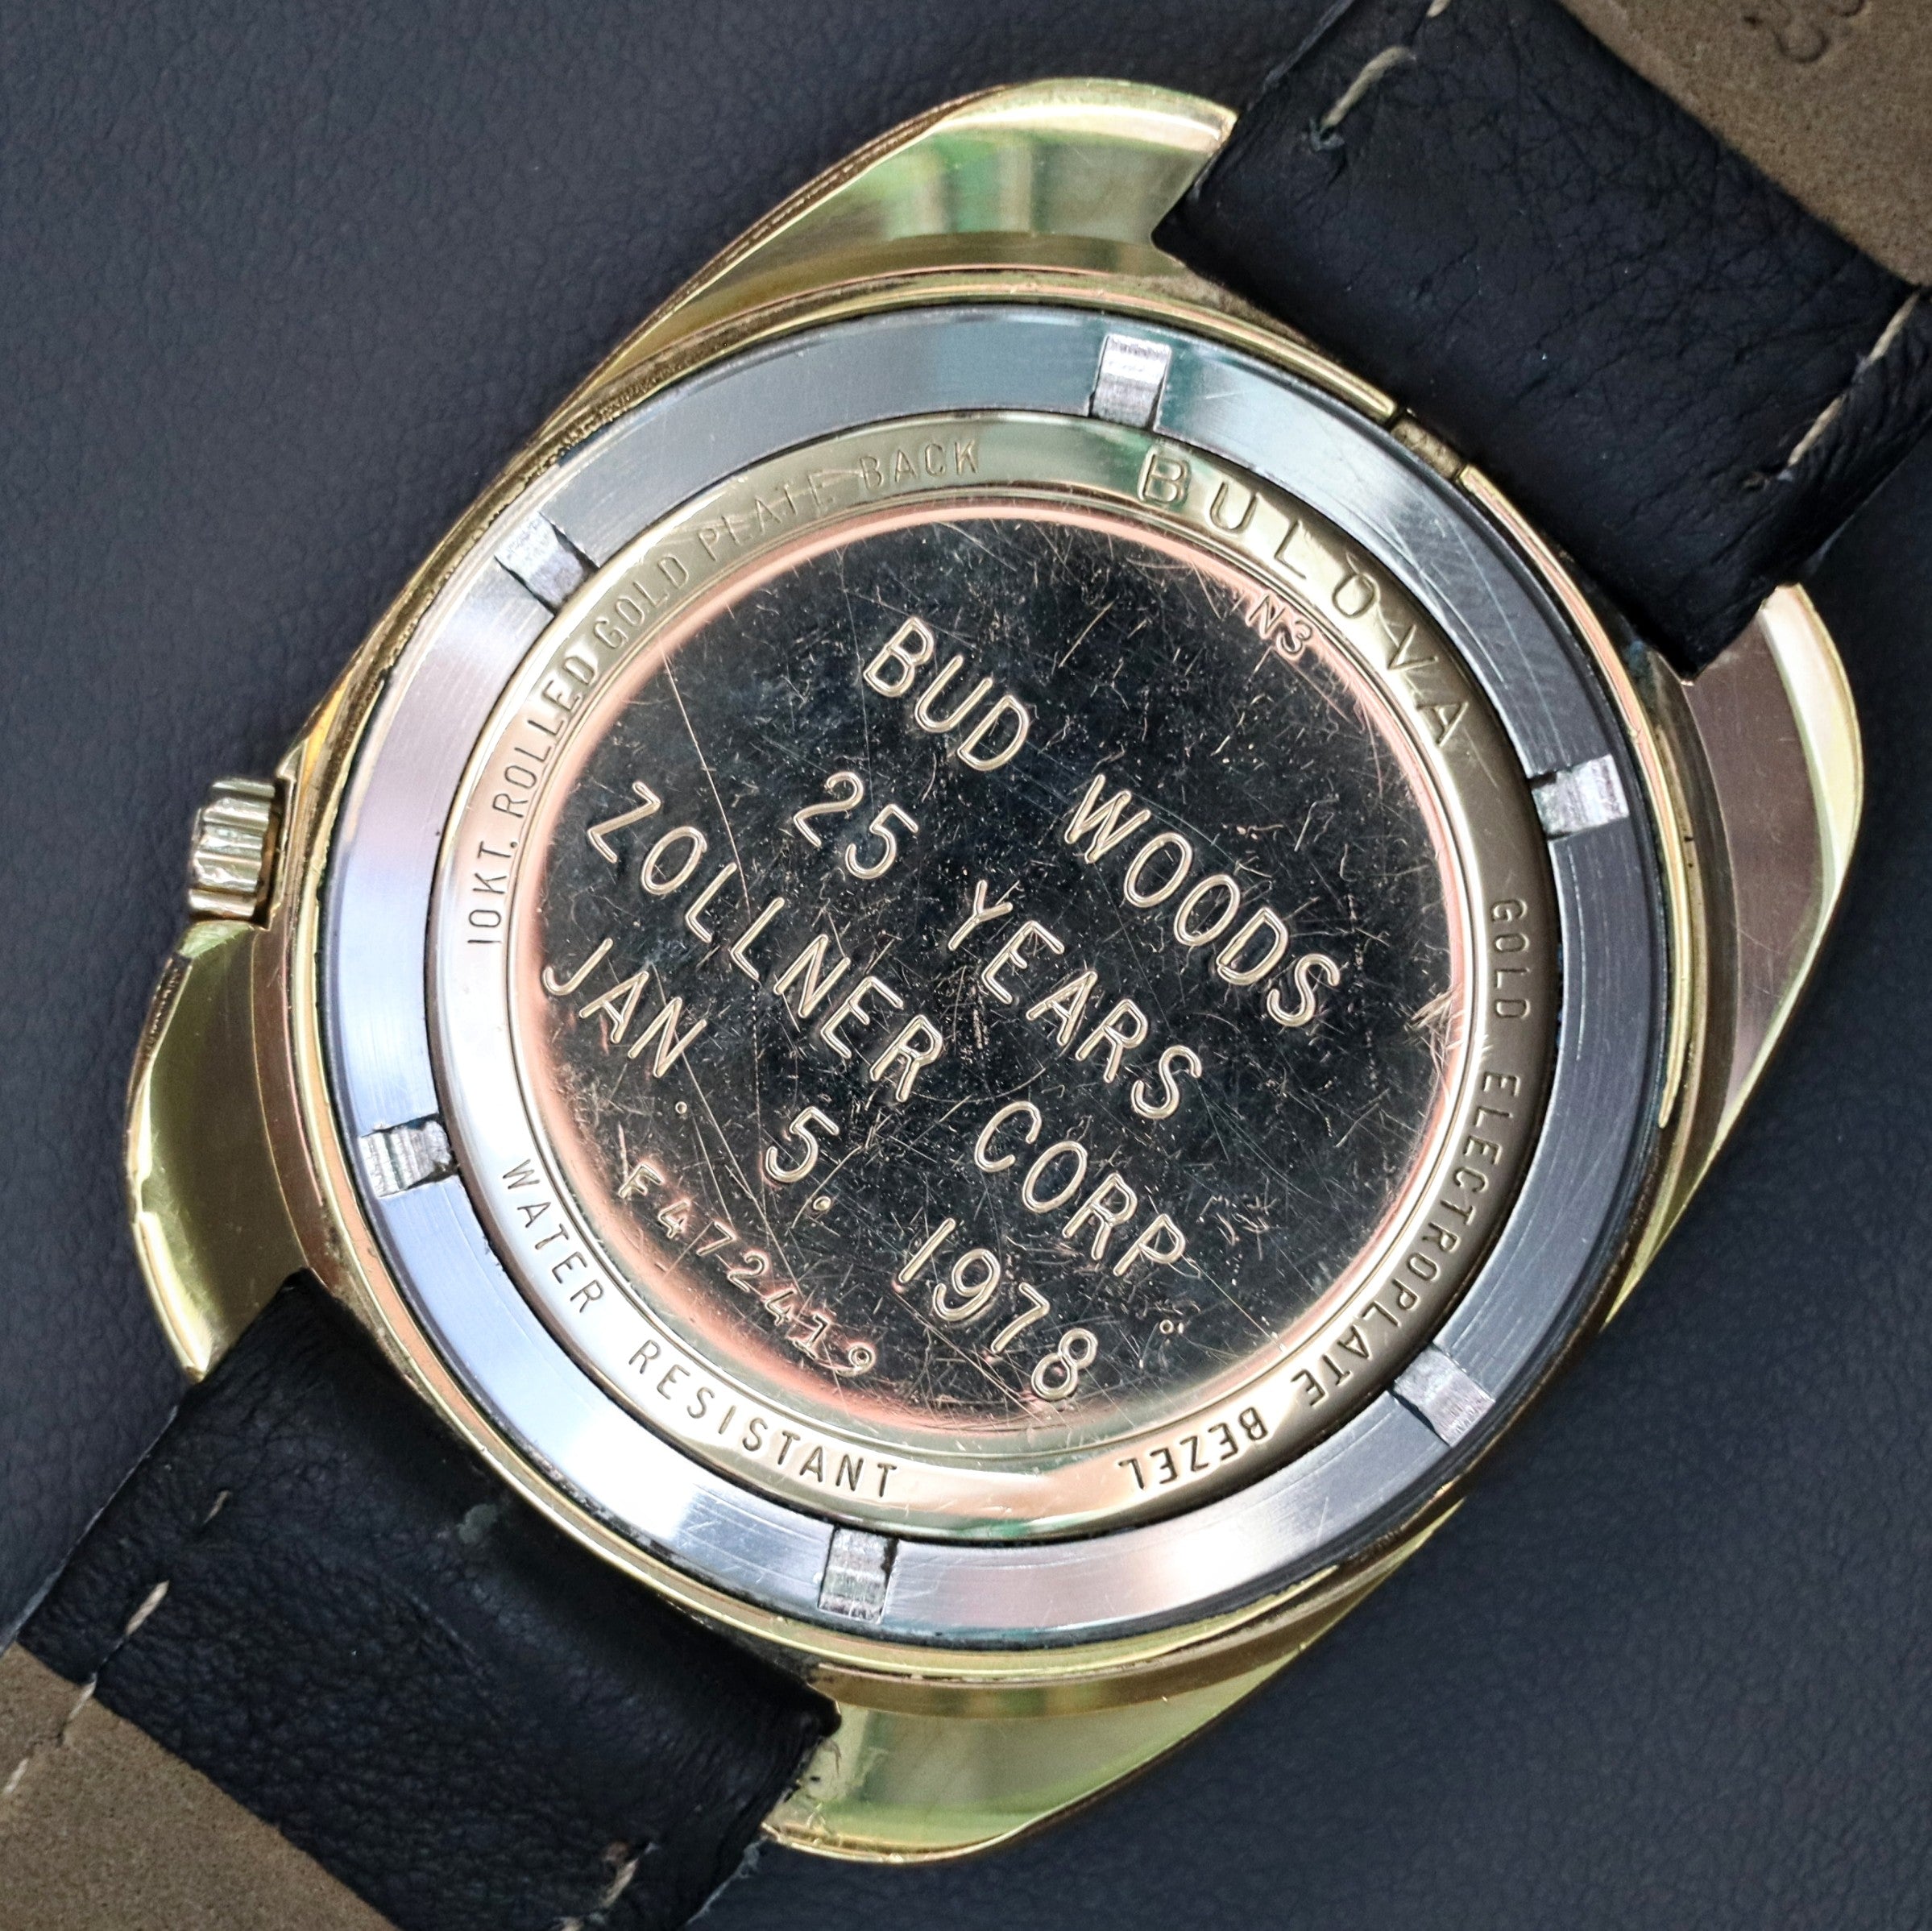 BULOVA
N3
BUD WOODS
25 YEARS
ZOLLNER CORP.
JAN. 5, 1978
F472419
10KT. ROLLED GOLD PLATE BACK
GOLD ELECTROPLATE BEZEL
WATER RESISTANT